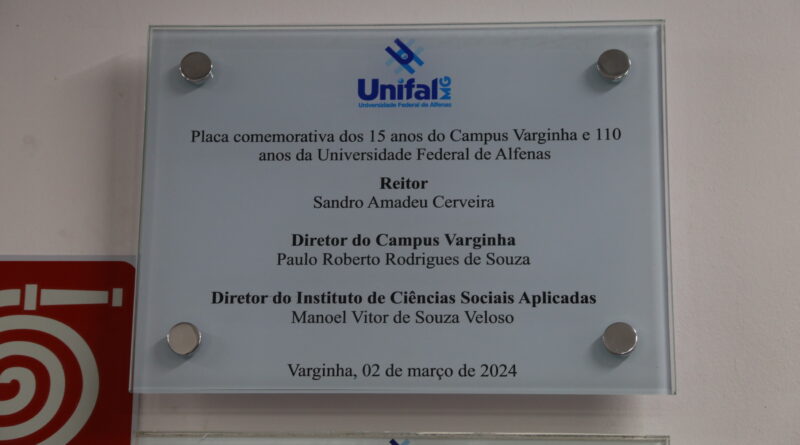 Unifal MG
Universidade Federal de Alfenas
Placa comemorativa dos 15 anos do Campus Varginha e 110
anos da Universidade Federal de Alfenas
Reitor
Sandro Amadeu Cerveira
Diretor do Campus Varginha
Paulo Roberto Rodrigues de Souza
Diretor do Instituto de Ciências Sociais Aplicadas
Manoel Vitor de Souza Veloso
Varginha, 02 de março de 2024